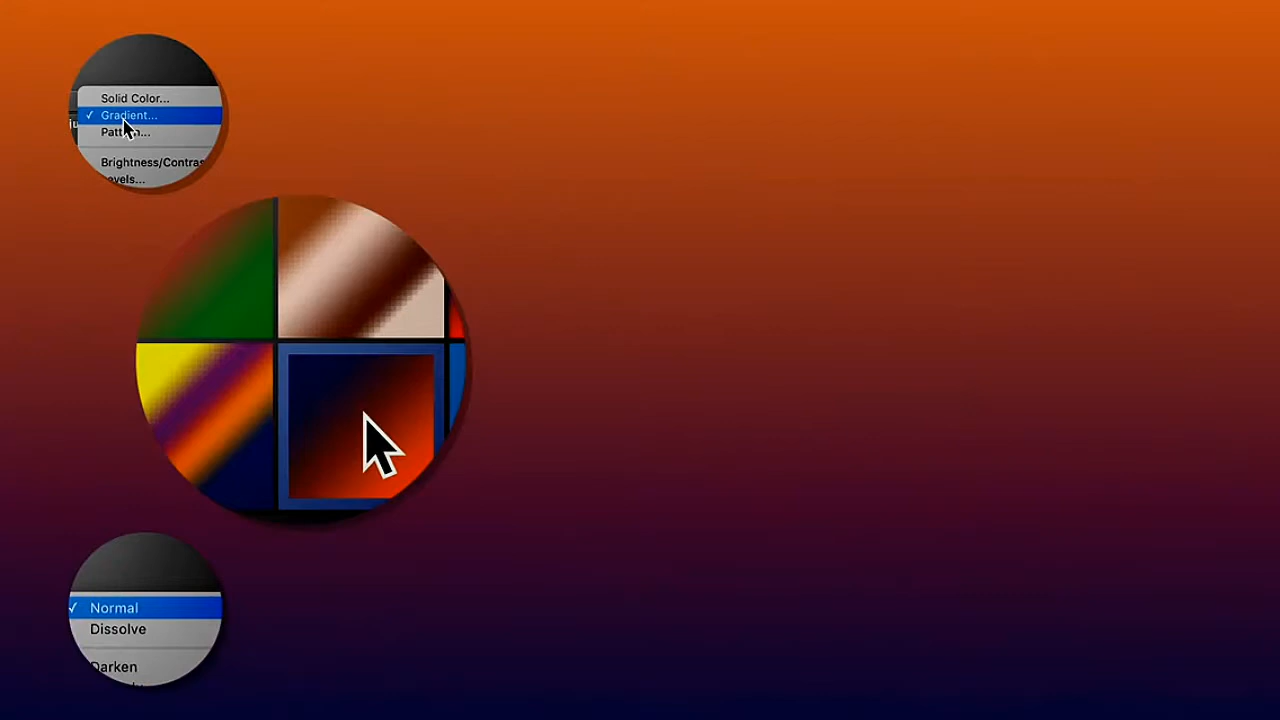 Solid Color...
✓ Gradient...
Brightness/Contras
✓ Normal
Dissolve
Darken